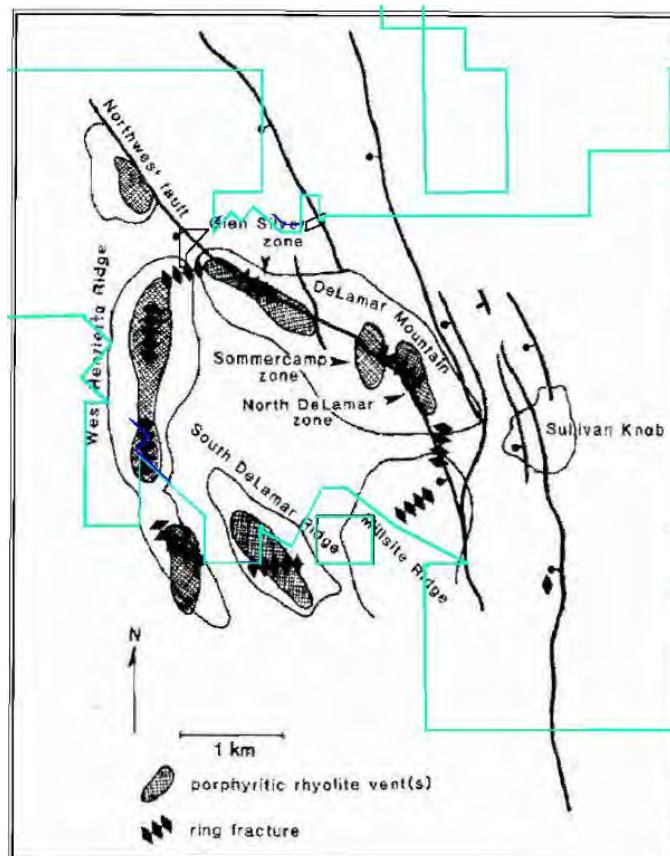 Northwest fault
Glen Silver
zone
West Henrietta Ridge
DeLamar Mountain
Sommercamp
zone
North DeLamar
zone
Sullivan Knob
South DeLamar Ridge
Millsite Ridge
N
1 km
porphyritic rhyolite vent(s)
ring fracture